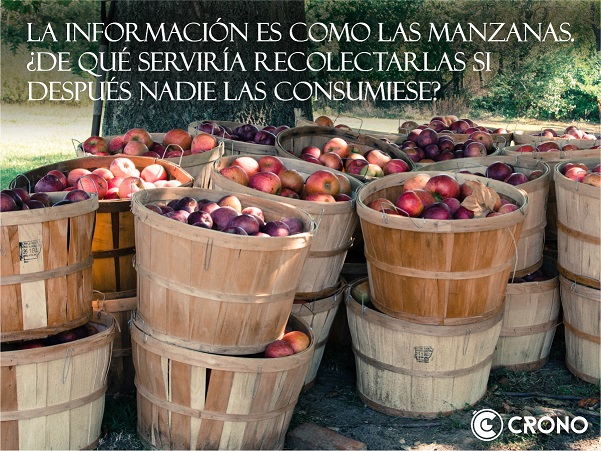 LA INFORMACIÓN ES COMO LAS MANZANAS.
¿DE QUÉ SERVIRÍA RECOLECTARLAS SI
DESPUÉS NADIE LAS CONSUMIESE?
CRONO